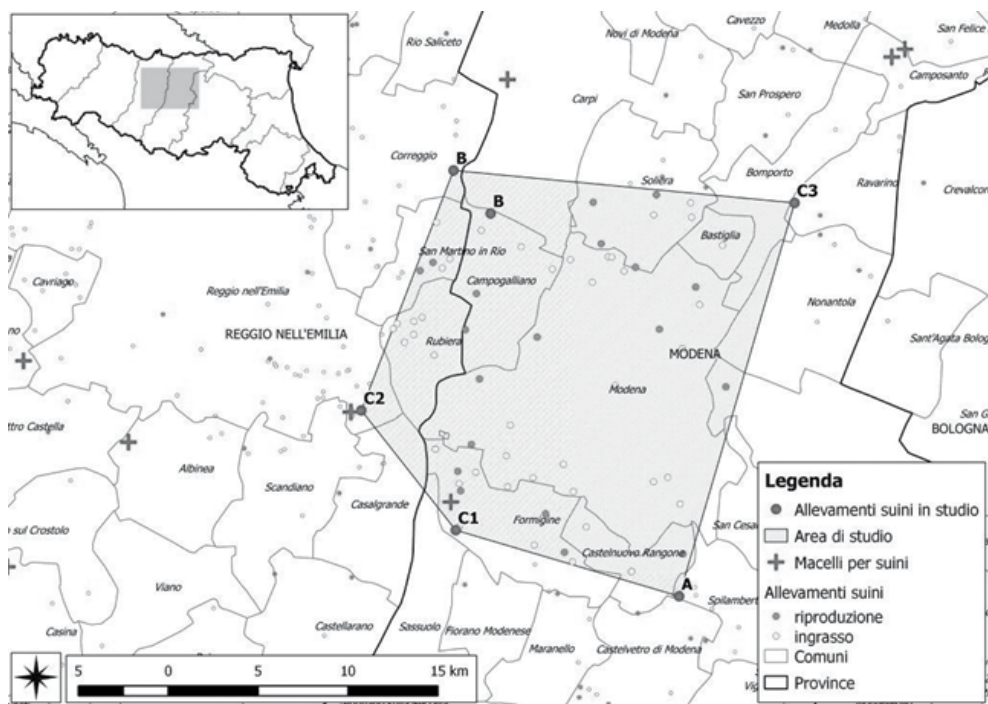 Rio Saliceto
Novi di Modena
Cavezzo
Medolla
San Felice
Camposanto
Carpi
San Prospero
Correggio
B
Soliera
Bomporto
Ravarino
Crevalcore
C3
B
Bastiglia
San Martino in Rio
Cavriago
Reggio nell'Emilia
Campogalliano
Nonantola
REGGIO NELL'EMILIA
Rubiera
Sant'Agata Bolog
MODENA
Modena
C2
San G
BOLOGNA
ttro Castella
Albinea
Scandiano
Casalgrande
C1
Formigine
San Cesa
o sul Crostolo
Castelnuovo Rangone
A
Spilambert
Viano
Castellarano
Sassuolo
Fiorano Modenese
Maranello
Castelvetro di Modena
Casina
Legenda
Allevamenti suini in studio
Area di studio
Macelli per suini
Allevamenti suini
riproduzione
ingrasso
Comuni
Province
5 0 5 10 15 km